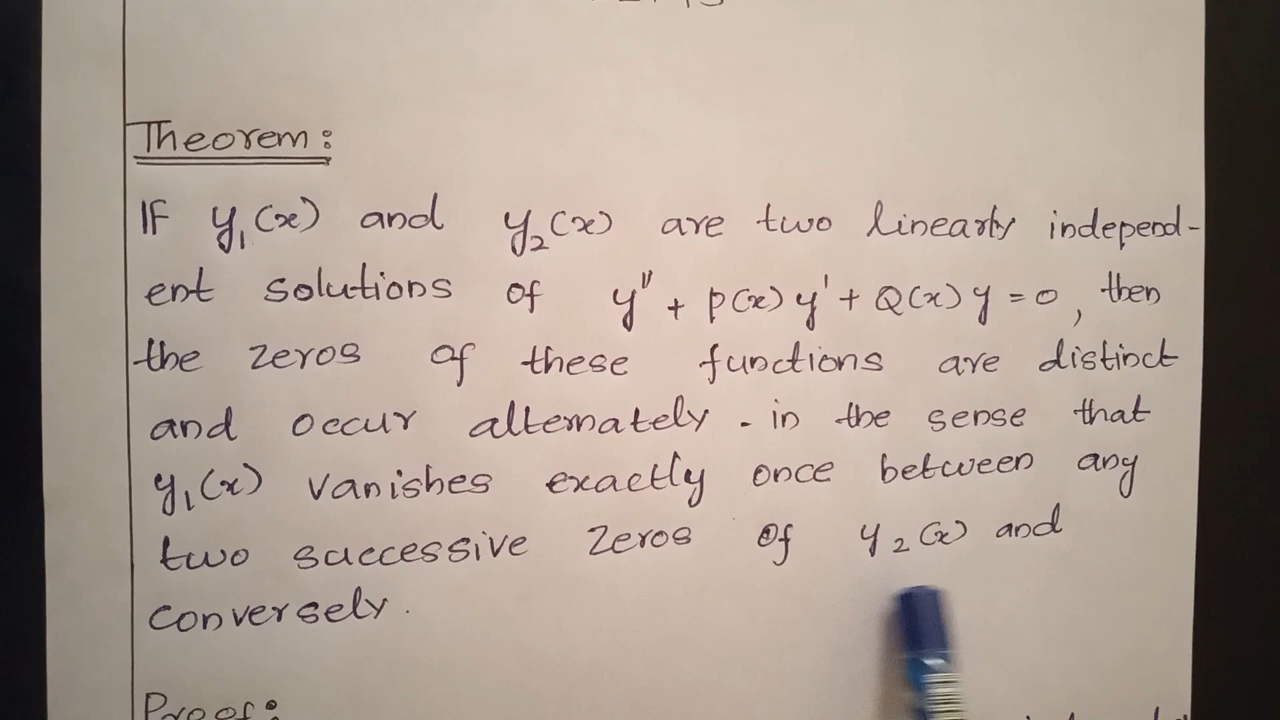 Theorem:
IF y₁(x) and y₂(x) are two linearly independ-
ent solutions of y" + p(x) y' + Q(x) y = 0, then
the zeros of these functions are distinct
and occur alternately. in the sense that
y₁(x) vanishes exactly once between any
two successive zeros of y₂(x) and
conversely.
Proof: